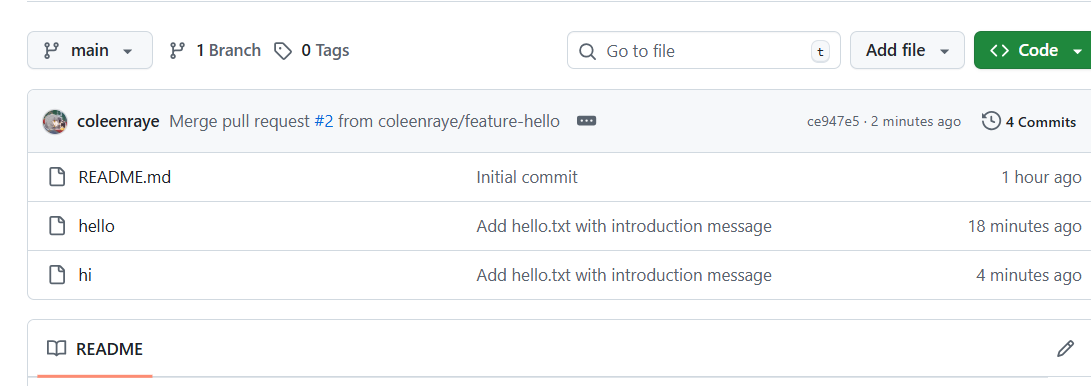 main 1 Branch 0 Tags Go to file t Add file Code
coleenraye Merge pull request #2 from coleenraye/feature-hello ce947e5 · 2 minutes ago 4 Commits
README.md Initial commit 1 hour ago
hello Add hello.txt with introduction message 18 minutes ago
hi Add hello.txt with introduction message 4 minutes ago
README